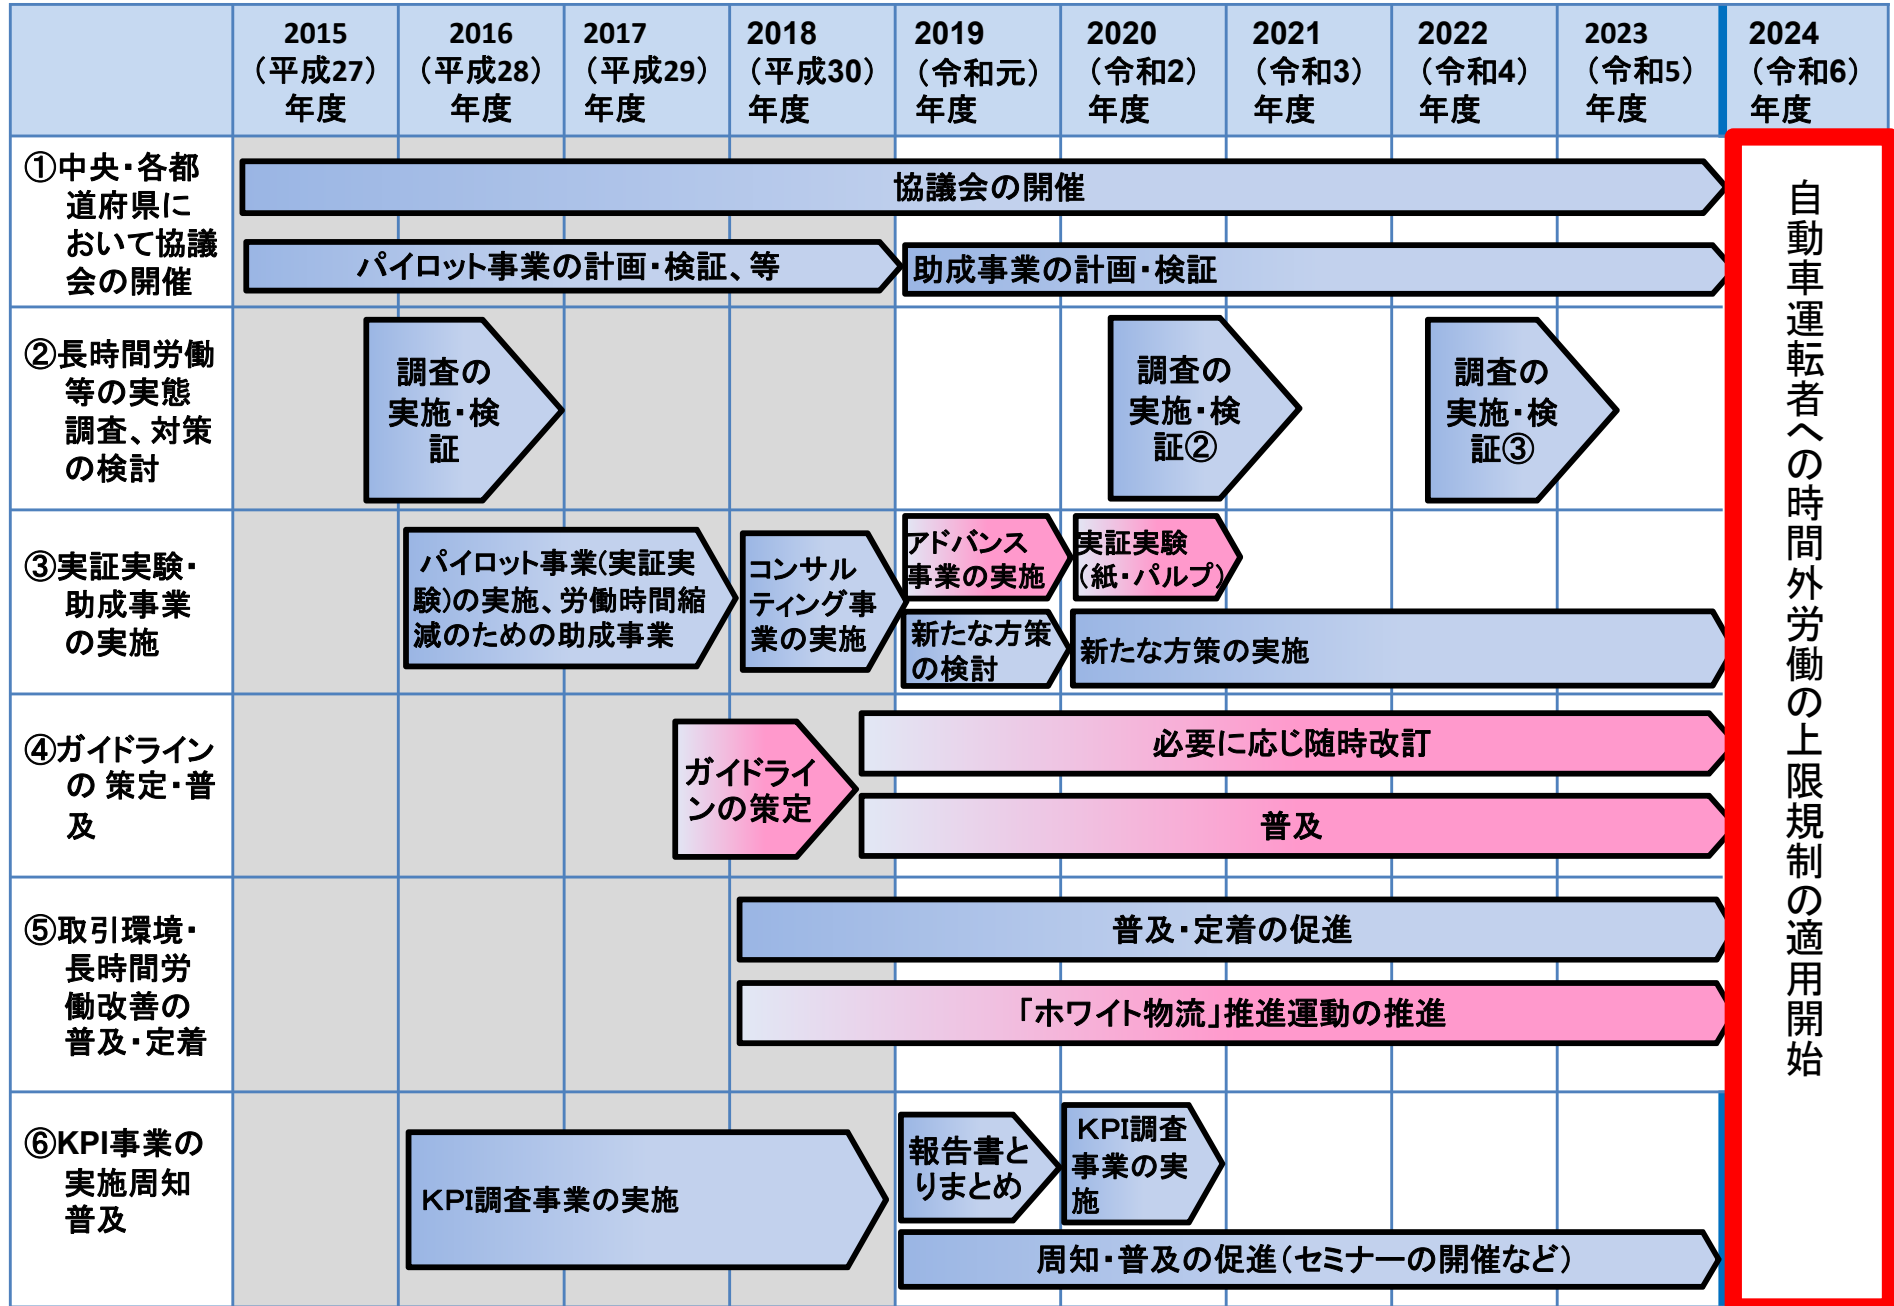 2015
（平成27）
年度
2016
（平成28）
年度
2017
（平成29）
年度
2018
（平成30）
年度
2019
（令和元）
年度
2020
（令和2）
年度
2021
（令和3）
年度
2022
（令和4）
年度
2023
（令和5）
年度
2024
（令和6）
年度
①中央・各都
道府県に
おいて協議
会の開催
協議会の開催
パイロット事業の計画・検証、等
助成事業の計画・検証
②長時間労働
等の実態
調査、対策
の検討
調査の
実施・検
証
調査の
実施・検
証②
調査の
実施・検
証③
③実証実験・
助成事業
の実施
パイロット事業(実証実
験)の実施、労働時間縮
減のための助成事業
コンサル
ティング事
業の実施
アドバンス
事業の実施
実証実験
（紙・パルプ）
新たな方策
の検討
新たな方策の実施
④ガイドライン
の 策定・普
及
ガイドライ
ンの策定
必要に応じ随時改訂
普及
⑤取引環境・
長時間労
働改善の
普及・定着
普及・定着の促進
「ホワイト物流」推進運動の推進
⑥KPI事業の
実施周知
普及
KPI調査事業の実施
報告書と
りまとめ
KPI調査
事業の実
施
周知・普及の促進（セミナーの開催など）
自動車運転者への時間外労働の上限規制の適用開始